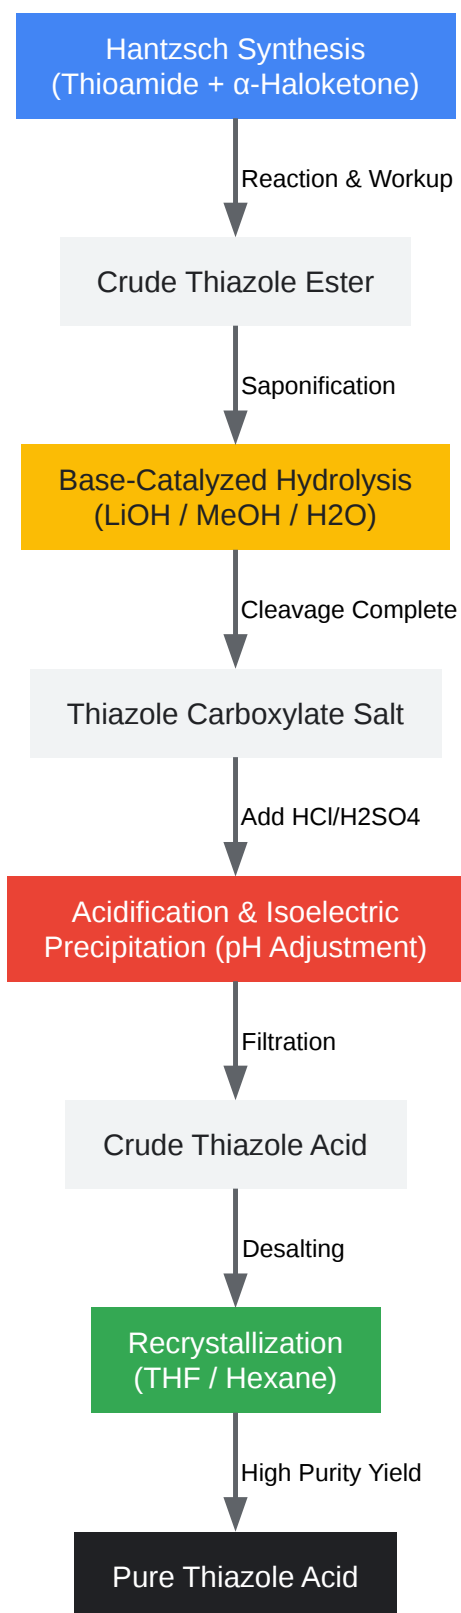 Hantzsch Synthesis
(Thioamide + α-Haloketone)
Reaction & Workup
Crude Thiazole Ester
Saponification
Base-Catalyzed Hydrolysis
(LiOH / MeOH / H2O)
Cleavage Complete
Thiazole Carboxylate Salt
Add HCl/H2SO4
Acidification & Isoelectric
Precipitation (pH Adjustment)
Filtration
Crude Thiazole Acid
Desalting
Recrystallization
(THF / Hexane)
High Purity Yield
Pure Thiazole Acid